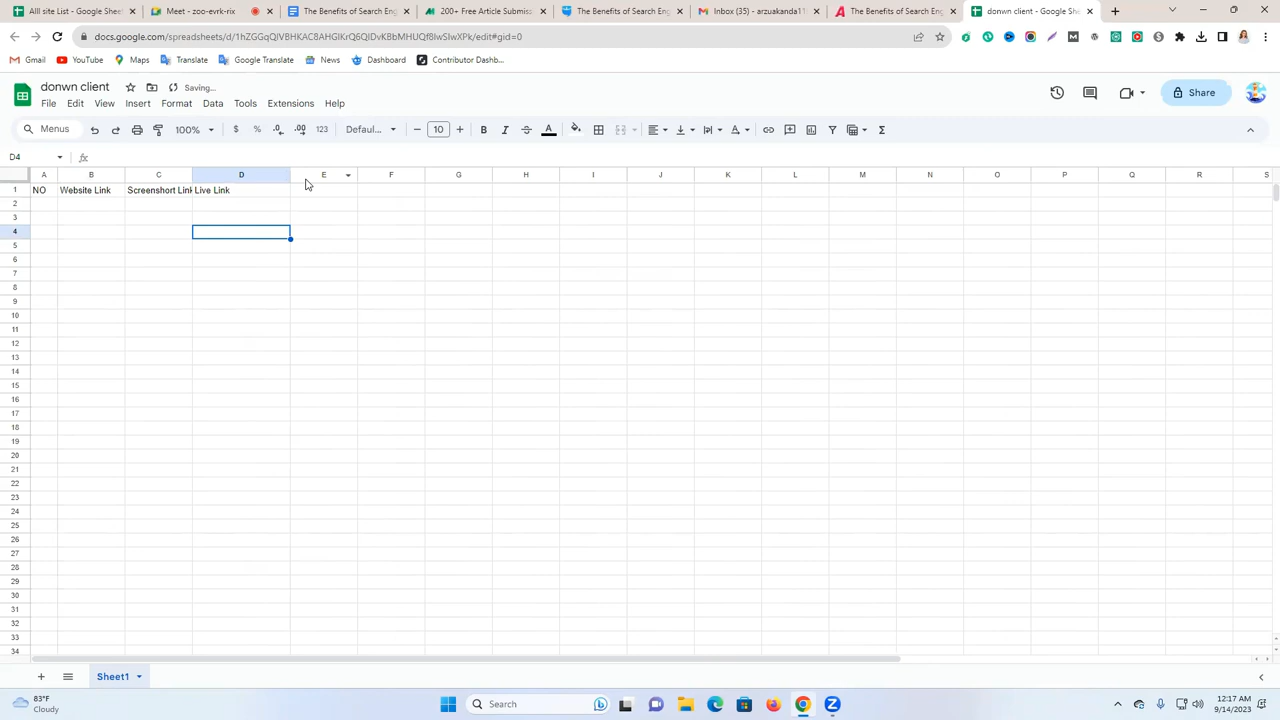 Alll site List - Google Sheet
Meet - zoo-evrk-rix
The Benefits of Search Eng
200+ Free Article Submissi
The Benefits of Search Eng
Inbox (35) - arzuakanda11
The Benefits of Search Eng
donwn client - Google She
docs.google.com/spreadsheets/d/1hZGGqQIVBHKAC8AHGIKrQ6QIDvKBbMHUQf8lwSIwXPk/edit#gid=0
Gmail
YouTube
Maps
Translate
Google Translate
News
Dashboard
Contributor Dashb...
donwn client
Saving...
File Edit View Insert Format Data Tools Extensions Help
Share
Menus
100%
$ % .0 .00 123
Defaul...
10
B I A
D4
fx
A B C D E F G H I J K L M N O P Q R S
1 NO Website Link Screenshort Link Live Link
2
3
4
5
6
7
8
9
10
11
12
13
14
15
16
17
18
19
20
21
22
23
24
25
26
27
28
29
30
31
32
33
34
Sheet1
83°F
Cloudy
Search
12:17 AM
9/14/2023